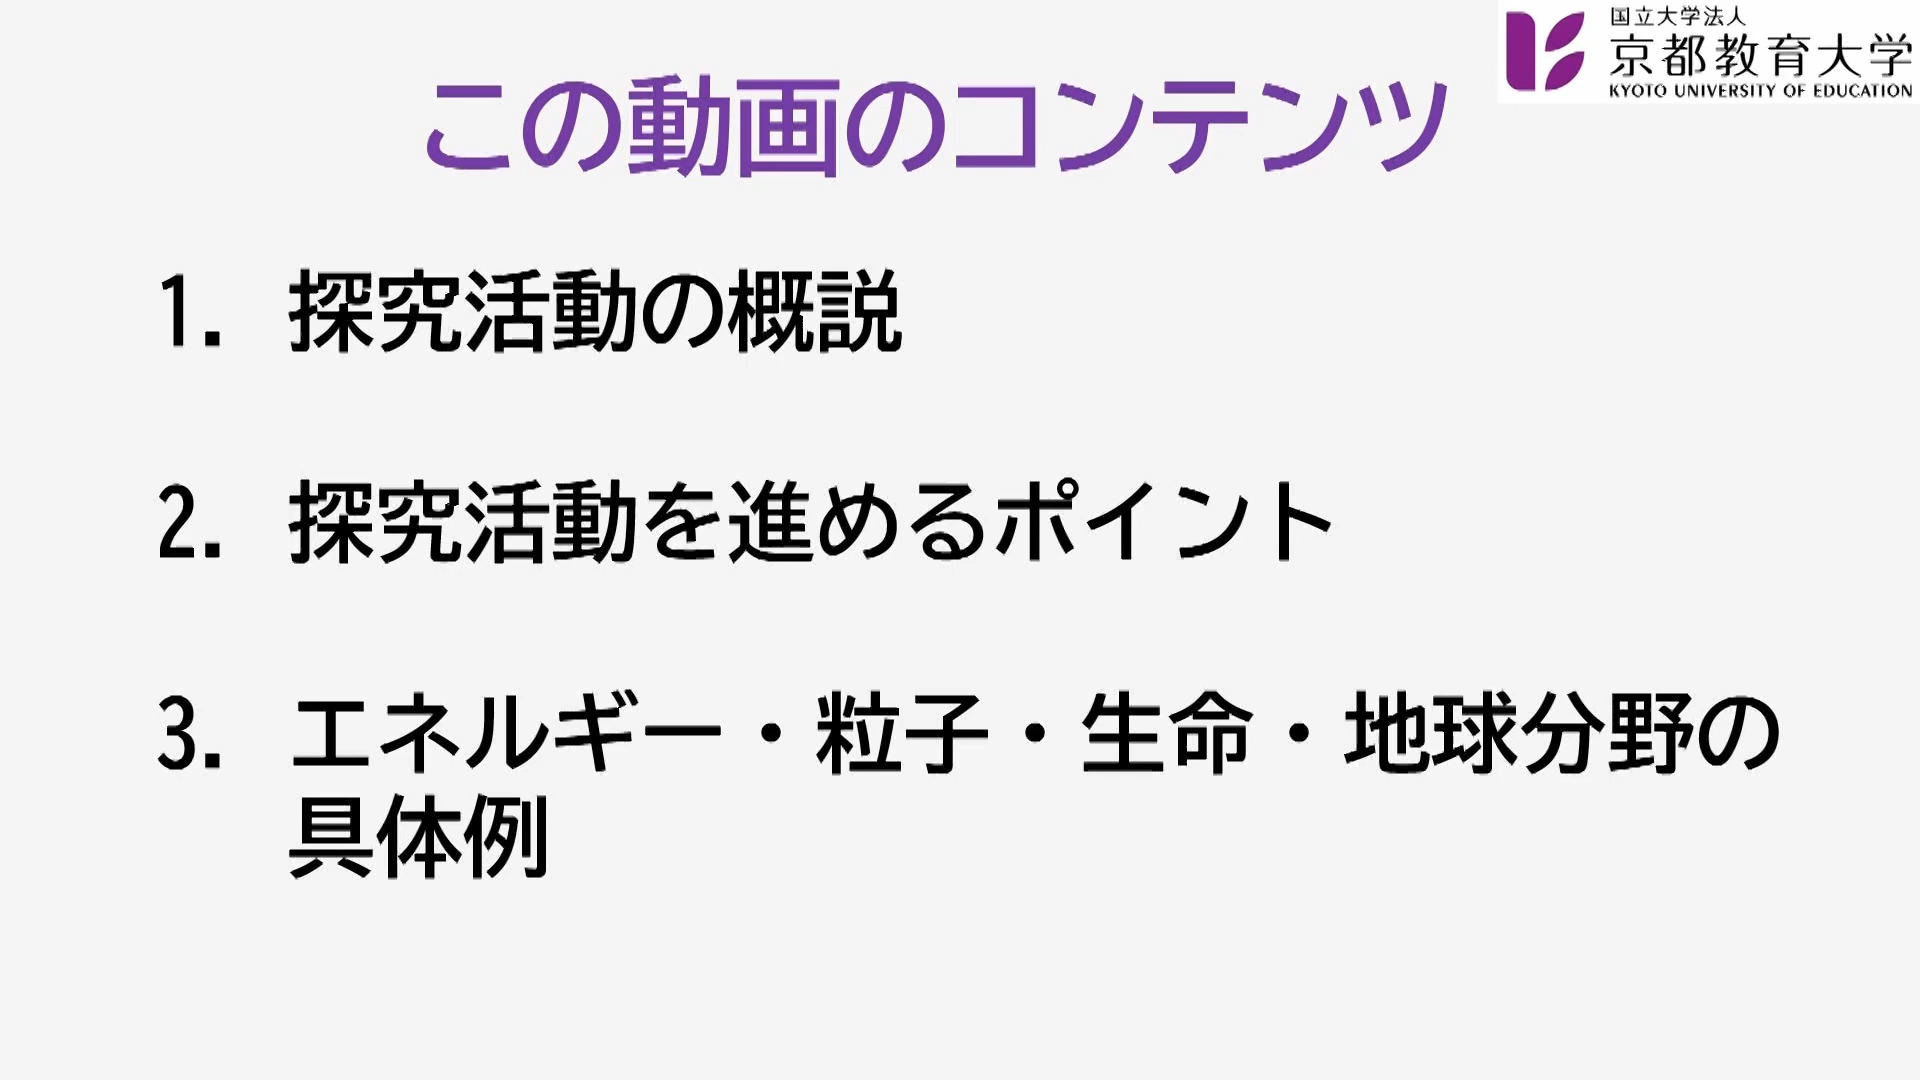 国立大学法人
京都教育大学
KYOTO UNIVERSITY OF EDUCATION
この動画のコンテンツ
1. 探究活動の概説
2. 探究活動を進めるポイント
3. エネルギー・粒子・生命・地球分野の
具体例